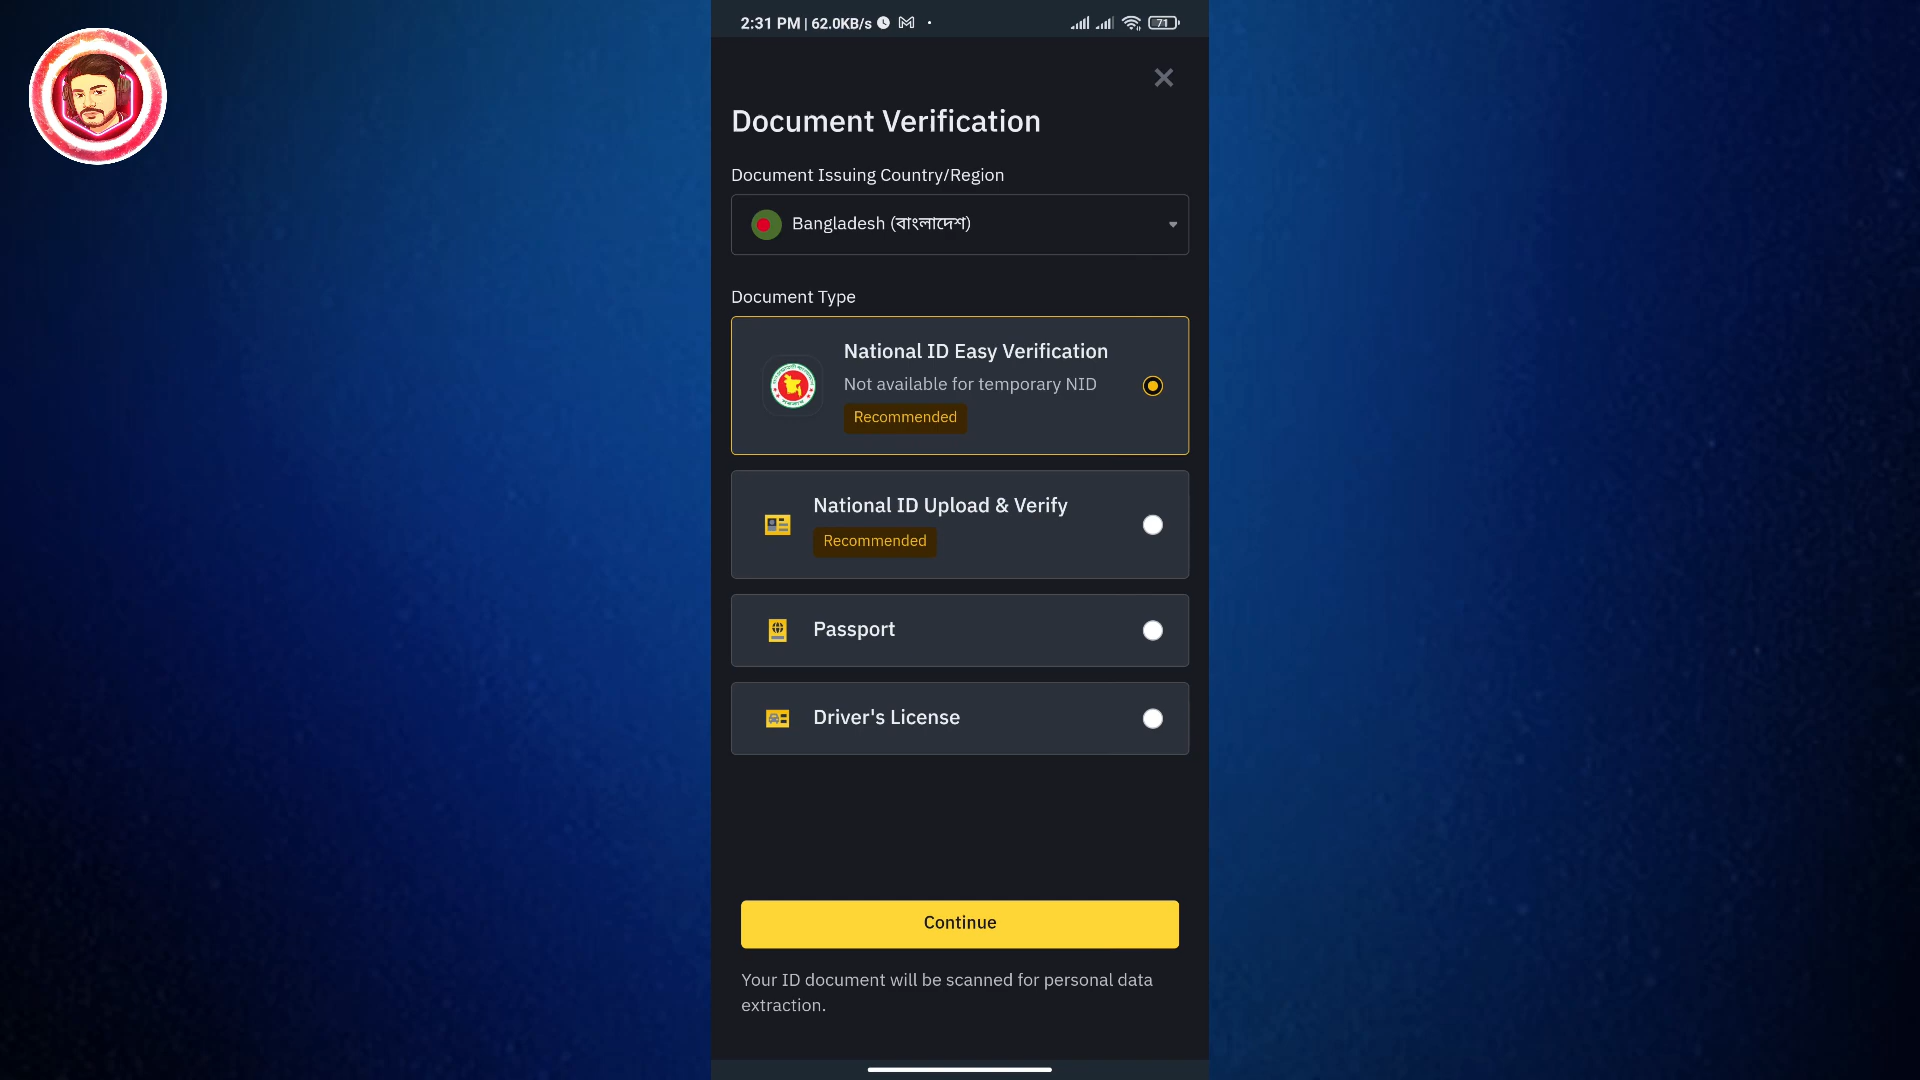 2:31 PM | 62.0KB/s
71
Document Verification
Document Issuing Country/Region
Bangladesh (বাংলাদেশ)
Document Type
National ID Easy Verification
Not available for temporary NID
Recommended
National ID Upload & Verify
Recommended
Passport
Driver's License
Continue
Your ID document will be scanned for personal data
extraction.